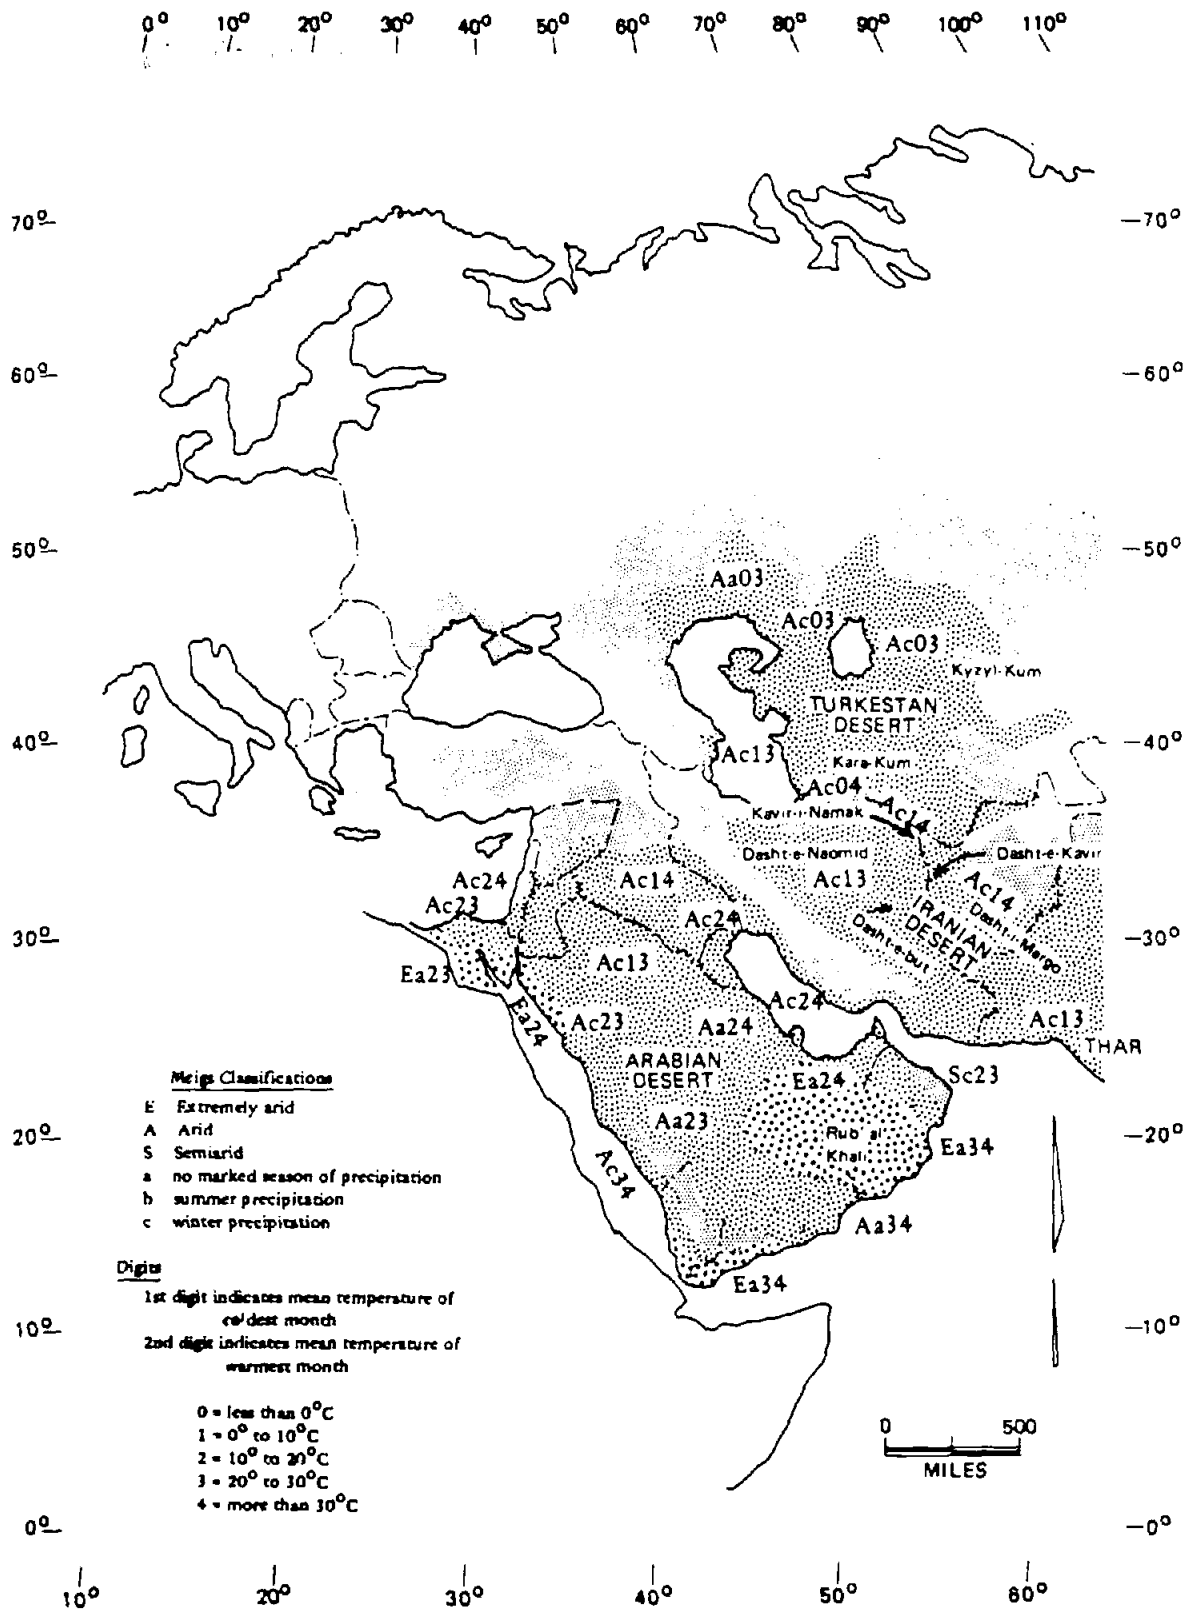 0° 10° 20° 30° 40° 50° 60° 70° 80° 90° 100° 110°
70° 70°
60° 60°
50° 50°
Aa03
Ac03
Ac03
Kyzyl-Kum
TURKESTAN
DESERT
40° 40°
Ac13
Kara-Kum
Ac04
Kavir-i-Namak
Ac14
Dasht-e-Naomid
Dasht-e-Kavir
Ac24
Ac14
Ac13
Ac14
Ac23
Ac24
IRANIAN
DESERT
Dasht-i-Margo
Dasht-e-but
30° 30°
Ea23
Ac13
Ea24
Ac24
Ac23
Aa24
Ac13
THAR
ARABIAN
DESERT
Ea24
Sc23
Meigs Classifications
E Extremely arid
A Arid
S Semiarid
a no marked season of precipitation
b summer precipitation
c winter precipitation
20° 20°
Aa23
Rub' al
Khali
Ea34
Ac34
Aa34
Ea34
Digits
1st digit indicates mean temperature of
coldest month
2nd digit indicates mean temperature of
warmest month
10° 10°
0 = less than 0°C
1 = 0° to 10°C
2 = 10° to 20°C
3 = 20° to 30°C
4 = more than 30°C
0 500
MILES
0° 0°
10° 20° 30° 40° 50° 60°